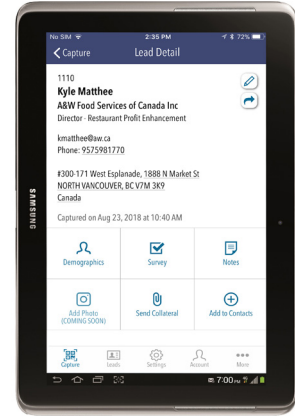 No SIM 2:35 PM 72%
Capture Lead Detail
1110
Kyle Matthee
A&W Food Services of Canada Inc
Director - Restaurant Profit Enhancement
kmatthee@aw.ca
Phone: 9575981770
#300-171 West Esplanade, 1888 N Market St
NORTH VANCOUVER, BC V7M 3K9
Canada
Captured on Aug 23, 2018 at 10:40 AM
SAMSUNG
Demographics Survey Notes
Add Photo
(COMING SOON) Send Collateral Add to Contacts
Capture Leads Settings Account More
7:00 PM